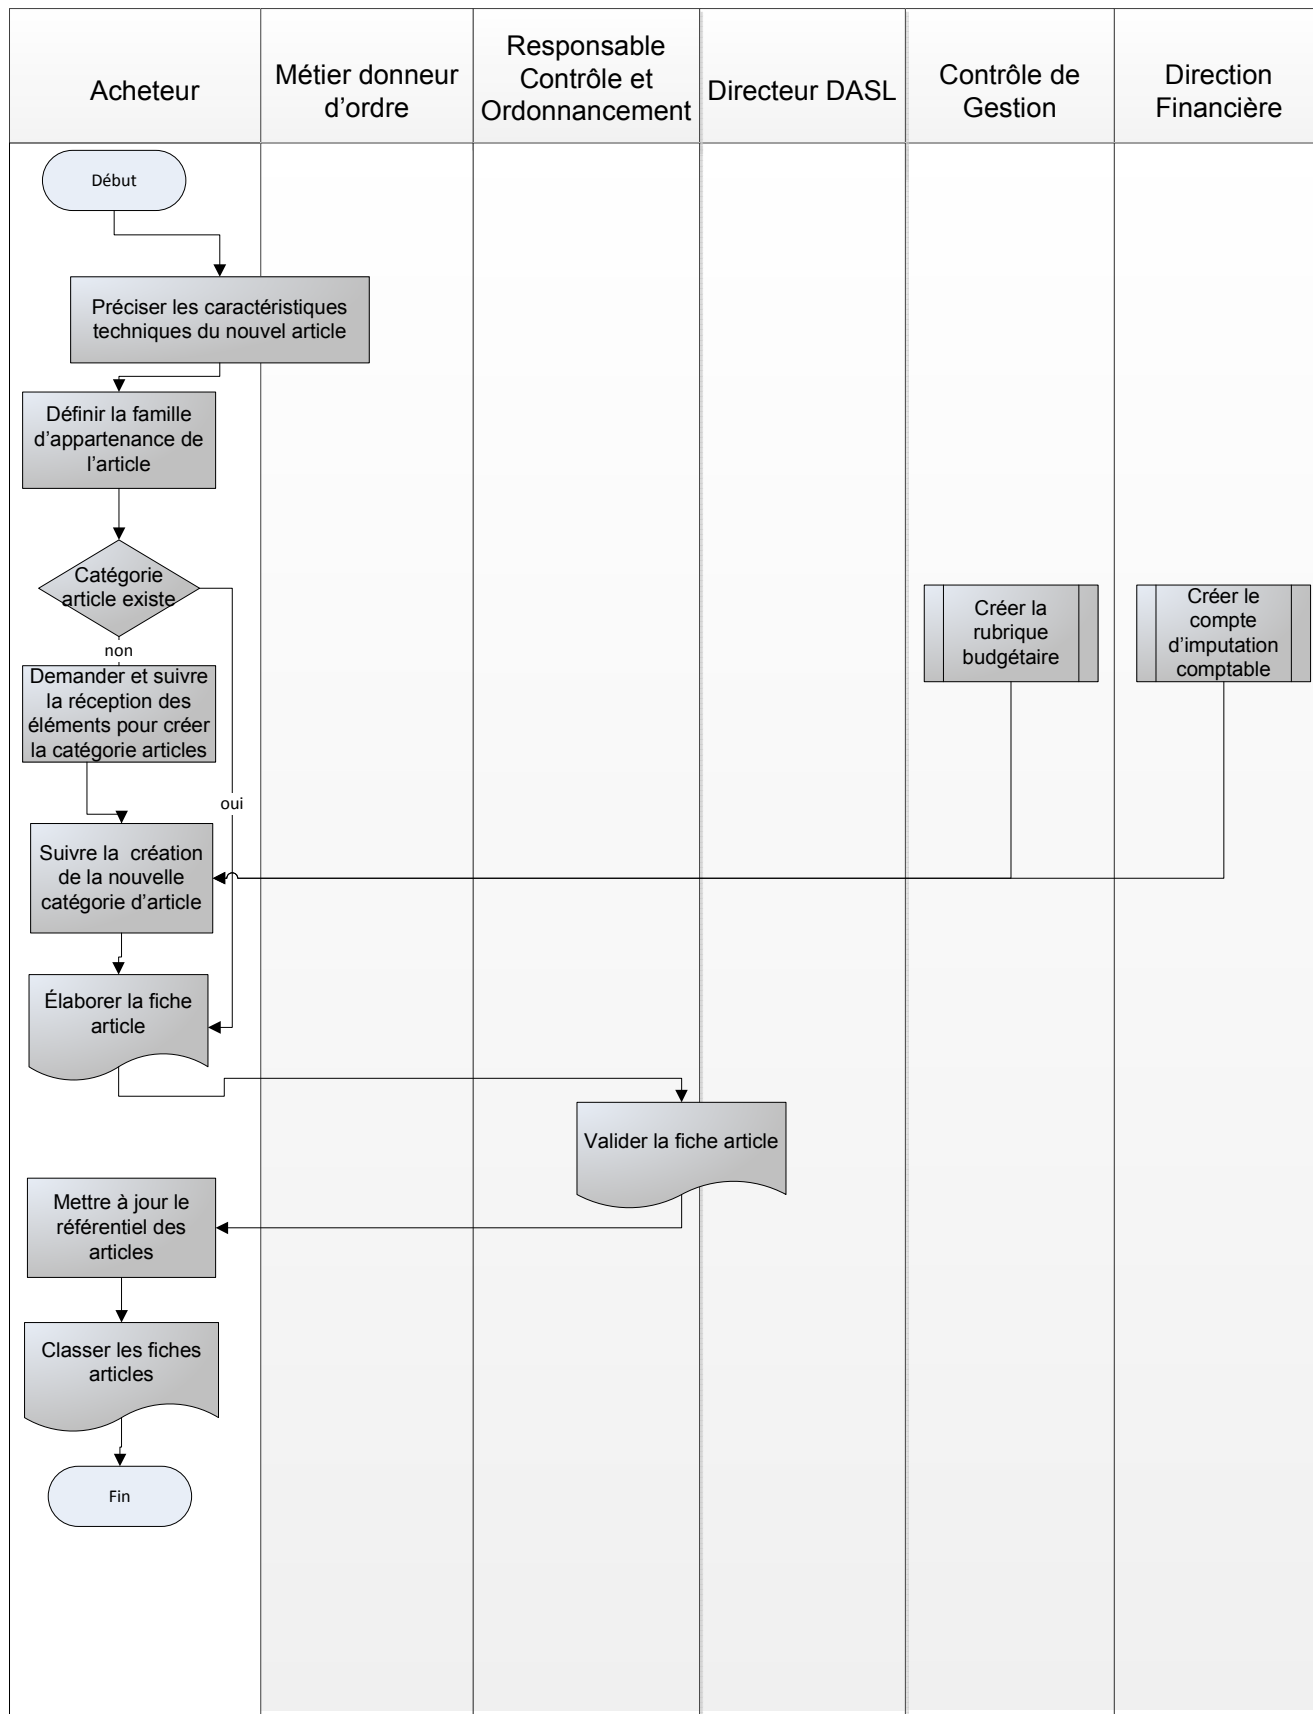 Acheteur
Métier donneur
d'ordre
Responsable
Contrôle et
Ordonnancement
Directeur DASL
Contrôle de
Gestion
Direction
Financière
Début
Préciser les caractéristiques
techniques du nouvel article
Définir la famille
d'appartenance de
l'article
Catégorie
article existe
non
Demander et suivre
la réception des
éléments pour créer
la catégorie articles
oui
Créer la
rubrique
budgétaire
Créer le
compte
d'imputation
comptable
Suivre la création
de la nouvelle
catégorie d'article
Élaborer la fiche
article
Valider la fiche article
Mettre à jour le
référentiel des
articles
Classer les fiches
articles
Fin